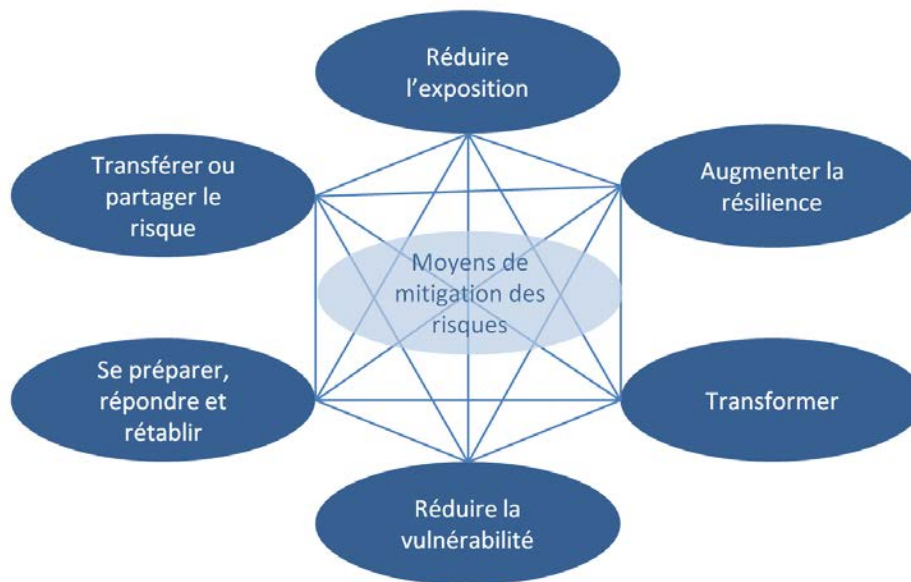 Réduire
l'exposition
Transférer ou
partager le
risque
Augmenter la
résilience
Moyens de
mitigation des
risques
Se préparer,
répondre et
rétablir
Transformer
Réduire la
vulnérabilité